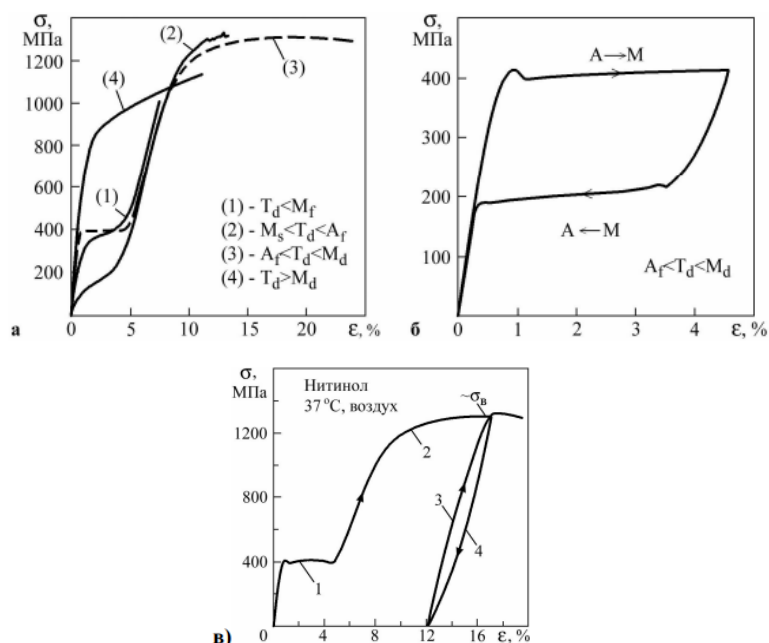 σ,
МПа
1200
1000
800
600
400
200
0
5
10
15
20
ε, %
(2)
(3)
(4)
(1)
(1) - T_d<M_f
(2) - M_s<T_d<A_f
(3) - A_f<T_d<M_d
(4) - T_d>M_d
а
σ,
МПа
400
300
200
100
0
1
2
3
4
ε, %
A→M
A←M
A_f<T_d<M_d
б
σ,
МПа
1200
800
400
0
4
8
12
16
ε, %
Нитинол
37 °C, воздух
~σ_в
1
2
3
4
в)